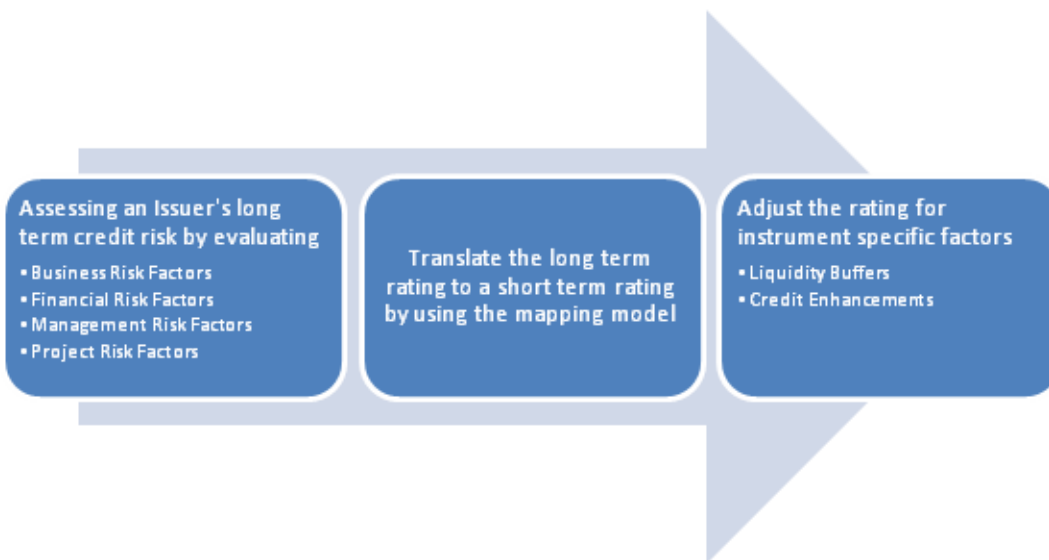 Assessing an Issuer's long
term credit risk by evaluating
• Business Risk Factors
• Financial Risk Factors
• Management Risk Factors
• Project Risk Factors
Translate the long term
rating to a short term rating
by using the mapping model
Adjust the rating for
instrument specific factors
• Liquidity Buffers
• Credit Enhancements